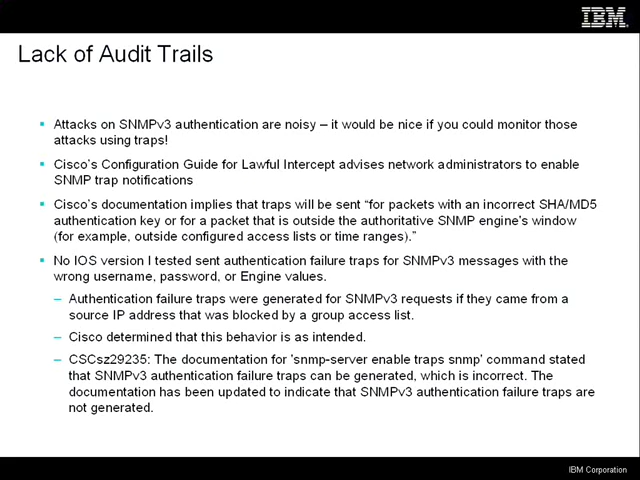 IBM
Lack of Audit Trails
▪ Attacks on SNMPv3 authentication are noisy – it would be nice if you could monitor those
attacks using traps!
▪ Cisco's Configuration Guide for Lawful Intercept advises network administrators to enable
SNMP trap notifications
▪ Cisco's documentation implies that traps will be sent “for packets with an incorrect SHA/MD5
authentication key or for a packet that is outside the authoritative SNMP engine's window
(for example, outside configured access lists or time ranges).”
▪ No IOS version I tested sent authentication failure traps for SNMPv3 messages with the
wrong username, password, or Engine values.
– Authentication failure traps were generated for SNMPv3 requests if they came from a
source IP address that was blocked by a group access list.
– Cisco determined that this behavior is as intended.
– CSCsz29235: The documentation for 'snmp-server enable traps snmp' command stated
that SNMPv3 authentication failure traps can be generated, which is incorrect. The
documentation has been updated to indicate that SNMPv3 authentication failure traps are
not generated.
IBM Corporation